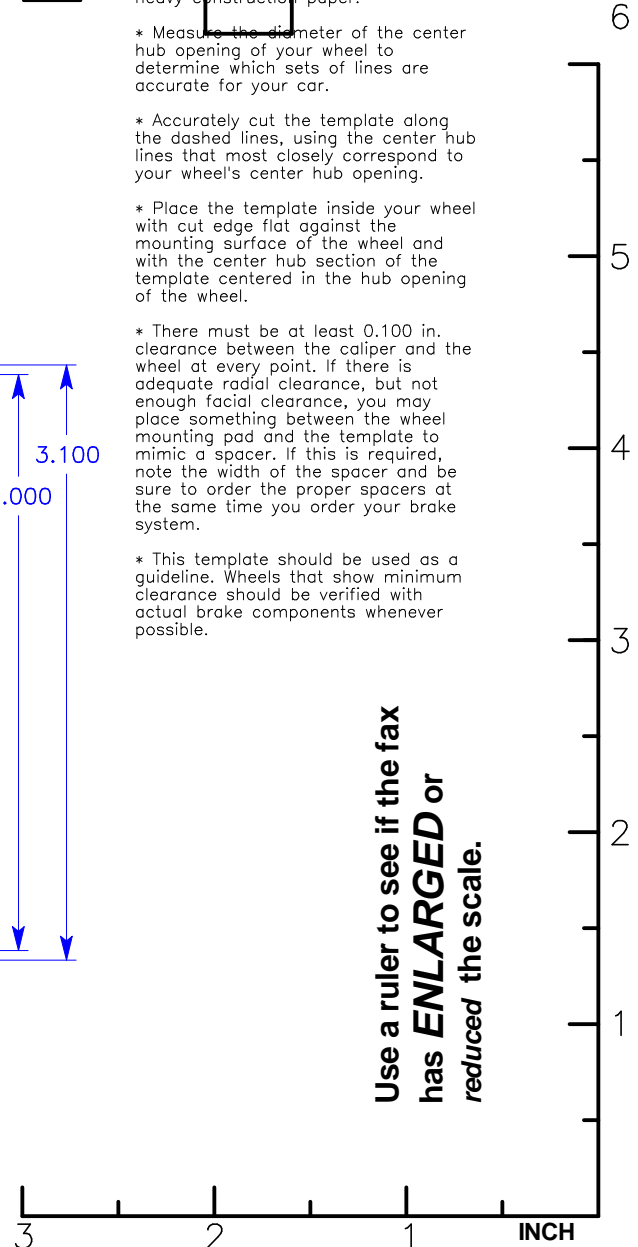 heavy construction paper.
* Measure the diameter of the center
hub opening of your wheel to
determine which sets of lines are
accurate for your car.
* Accurately cut the template along
the dashed lines, using the center hub
lines that most closely correspond to
your wheel's center hub opening.
* Place the template inside your wheel
with cut edge flat against the
mounting surface of the wheel and
with the center hub section of the
template centered in the hub opening
of the wheel.
* There must be at least 0.100 in.
clearance between the caliper and the
wheel at every point. If there is
adequate radial clearance, but not
enough facial clearance, you may
place something between the wheel
mounting pad and the template to
mimic a spacer. If this is required,
note the width of the spacer and be
sure to order the proper spacers at
the same time you order your brake
system.
* This template should be used as a
guideline. Wheels that show minimum
clearance should be verified with
actual brake components whenever
possible.
3.100
.000
Use a ruler to see if the fax
has ENLARGED or
reduced the scale.
6
5
4
3
2
1
3
2
1
INCH